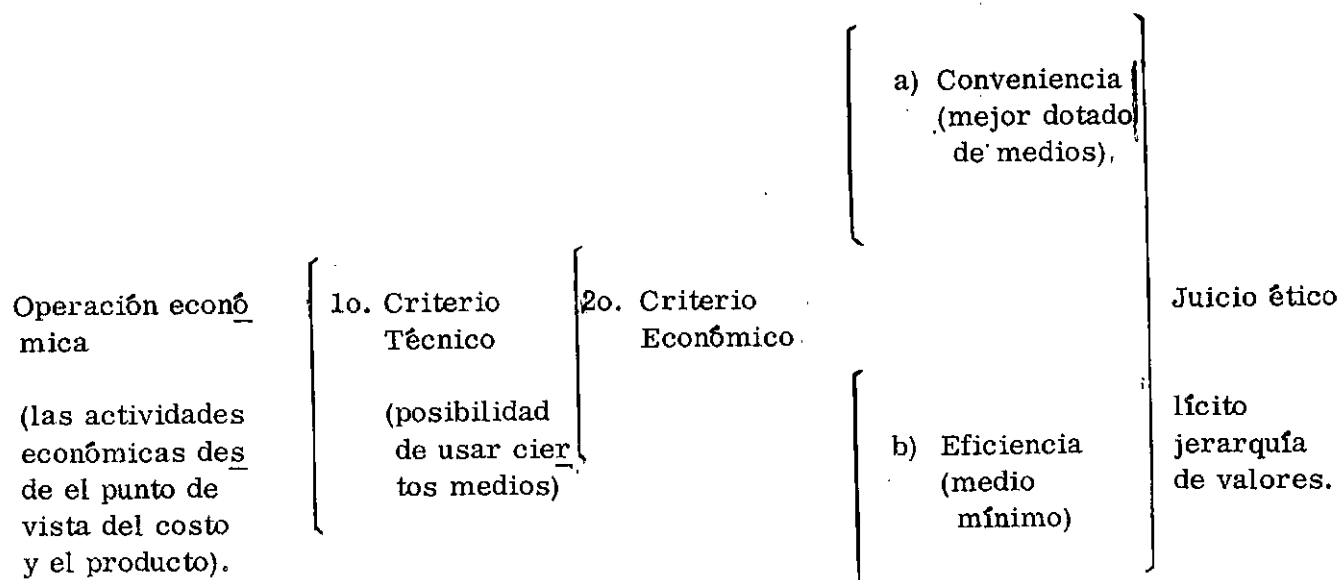 a) Conveniencia
(mejor dotado
de medios),
Operación econó
mica
(las actividades
económicas des
de el punto de
vista del costo
y el producto).
1o. Criterio
Técnico
(posibilidad
de usar cier
tos medios)
2o. Criterio
Económico
b) Eficiencia
(medio
mínimo)
Juicio ético
lícito
jerarquía
de valores.